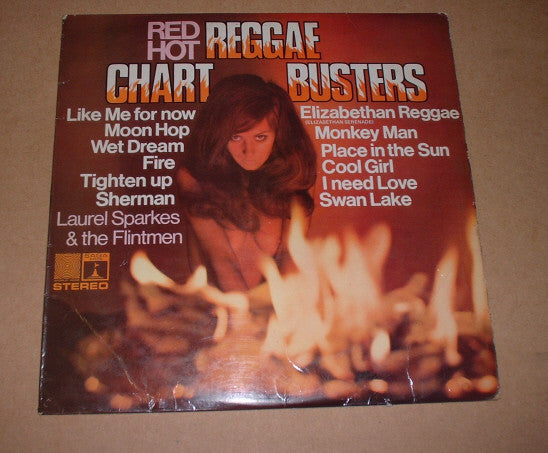 RED HOT REGGAE
CHART BUSTERS
Like Me for now
Moon Hop
Wet Dream
Fire
Tighten up
Sherman
Laurel Sparkes
& the Flintmen
STEREO
Elizabethan Reggae
(ELIZABETHAN SERENADE)
Monkey Man
Place in the Sun
Cool Girl
I need Love
Swan Lake